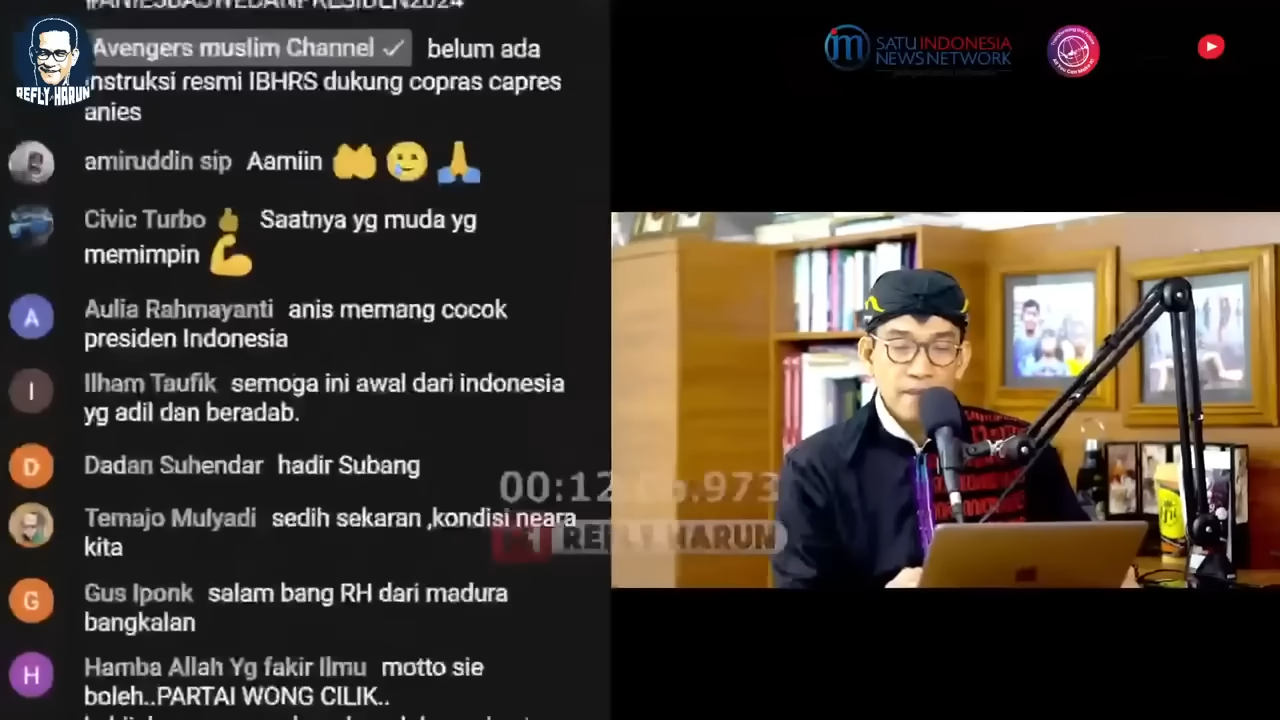 #ANIESBASWEDANPRESIDEN2024
Avengers muslim Channel ✓ belum ada
instruksi resmi IBHRS dukung copras capres
anies
REFLY HARUN
amiruddin sip Aamiin 🤲🥲🙏
Civic Turbo Saatnya yg muda yg
memimpin 💪
Aulia Rahmayanti anis memang cocok
presiden Indonesia
Ilham Taufik semoga ini awal dari indonesia
yg adil dan beradab.
Dadan Suhendar hadir Subang
Temajo Mulyadi sedih sekaran ,kondisi neara
kita
Gus Iponk salam bang RH dari madura
bangkalan
Hamba Allah Yg fakir Ilmu motto sie
boleh..PARTAI WONG CILIK..
A
I
D
G
H
SATU INDONESIA
NEWS NETWORK
REFLY HARUN